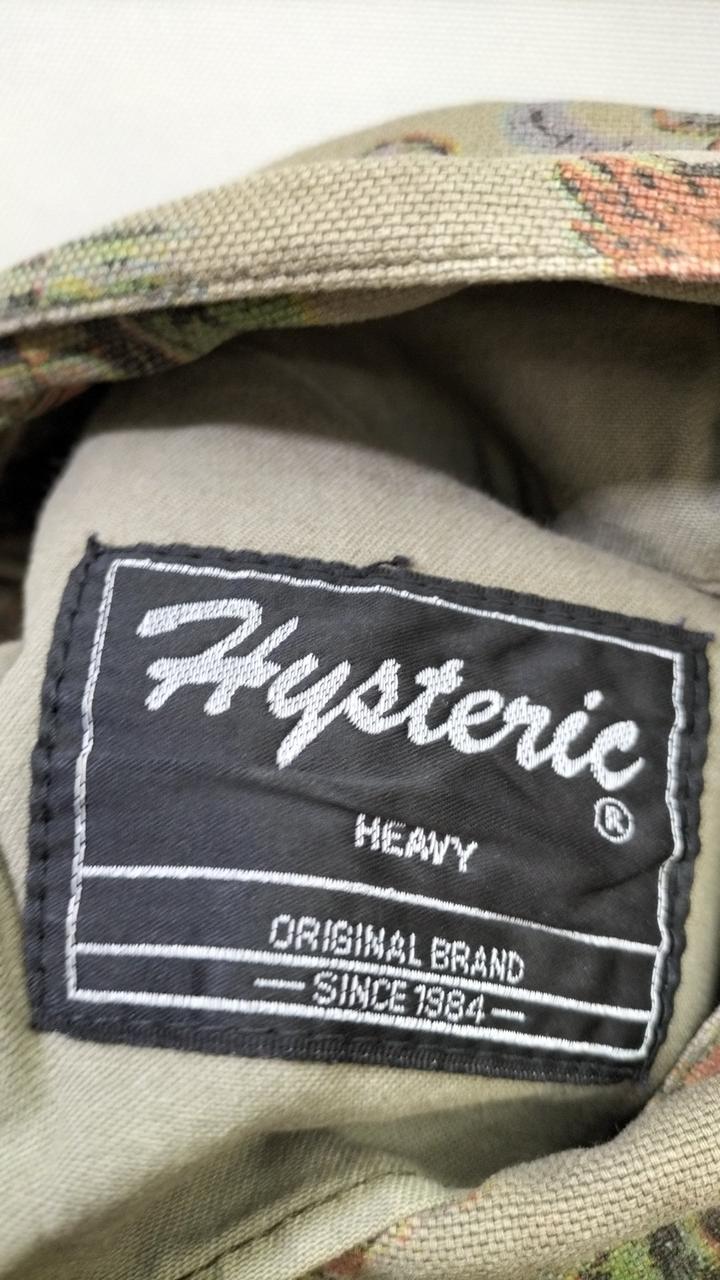 Hysteric
®
HEAVY
ORIGINAL BRAND
— SINCE 1984 —